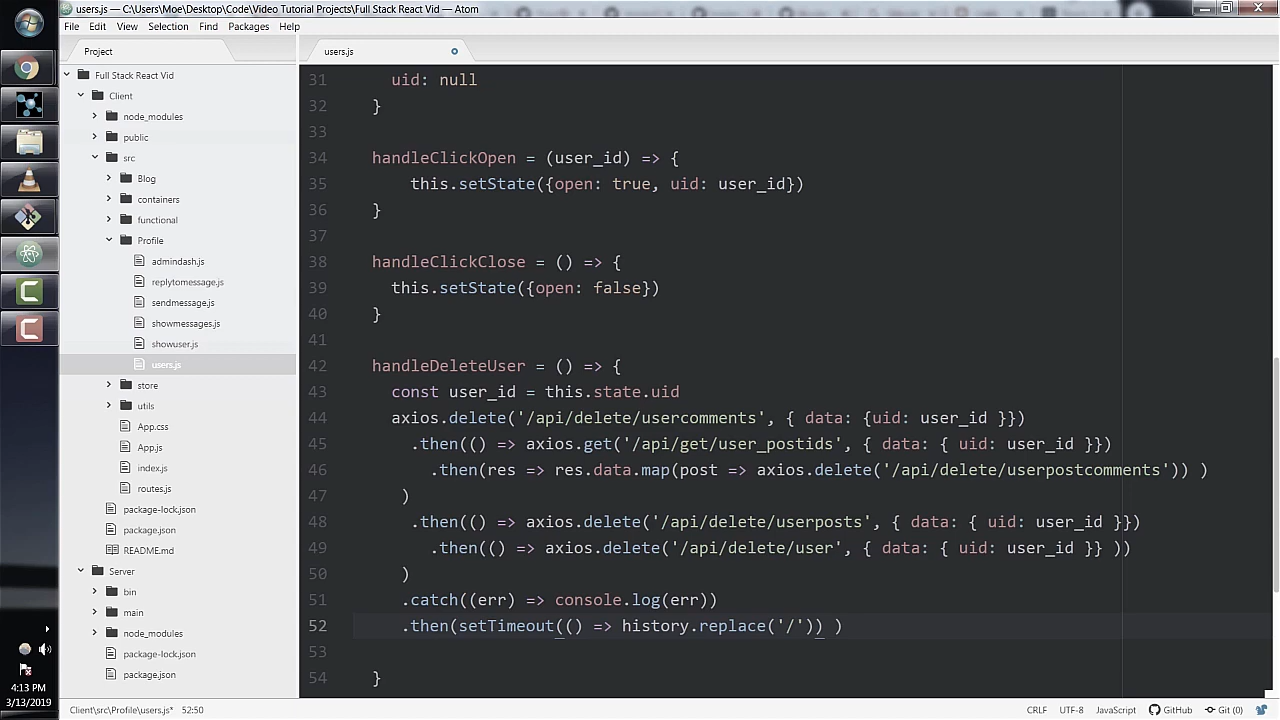 users.js — C:\Users\Moe\Desktop\Code\Video Tutorial Projects\Full Stack React Vid — Atom
File Edit View Selection Find Packages Help
Project
users.js
Full Stack React Vid
Client
node_modules
public
src
Blog
containers
functional
Profile
admindash.js
replytomessage.js
sendmessage.js
showmessages.js
showuser.js
users.js
store
utils
App.css
App.js
index.js
routes.js
package-lock.json
package.json
README.md
Server
bin
main
node_modules
package-lock.json
package.json
31 uid: null
32 }
33
34 handleClickOpen = (user_id) => {
35 this.setState({open: true, uid: user_id})
36 }
37
38 handleClickClose = () => {
39 this.setState({open: false})
40 }
41
42 handleDeleteUser = () => {
43 const user_id = this.state.uid
44 axios.delete('/api/delete/usercomments', { data: {uid: user_id }})
45 .then(() => axios.get('/api/get/user_postids', { data: { uid: user_id }})
46 .then(res => res.data.map(post => axios.delete('/api/delete/userpostcomments')) )
47 )
48 .then(() => axios.delete('/api/delete/userposts', { data: { uid: user_id }})
49 .then(() => axios.delete('/api/delete/user', { data: { uid: user_id }} ))
50 )
51 .catch((err) => console.log(err))
52 .then(setTimeout(() => history.replace('/')) )
53
54 }
4:13 PM
3/13/2019
Client\src\Profile\users.js* 52:50
CRLF UTF-8 JavaScript GitHub Git (0)